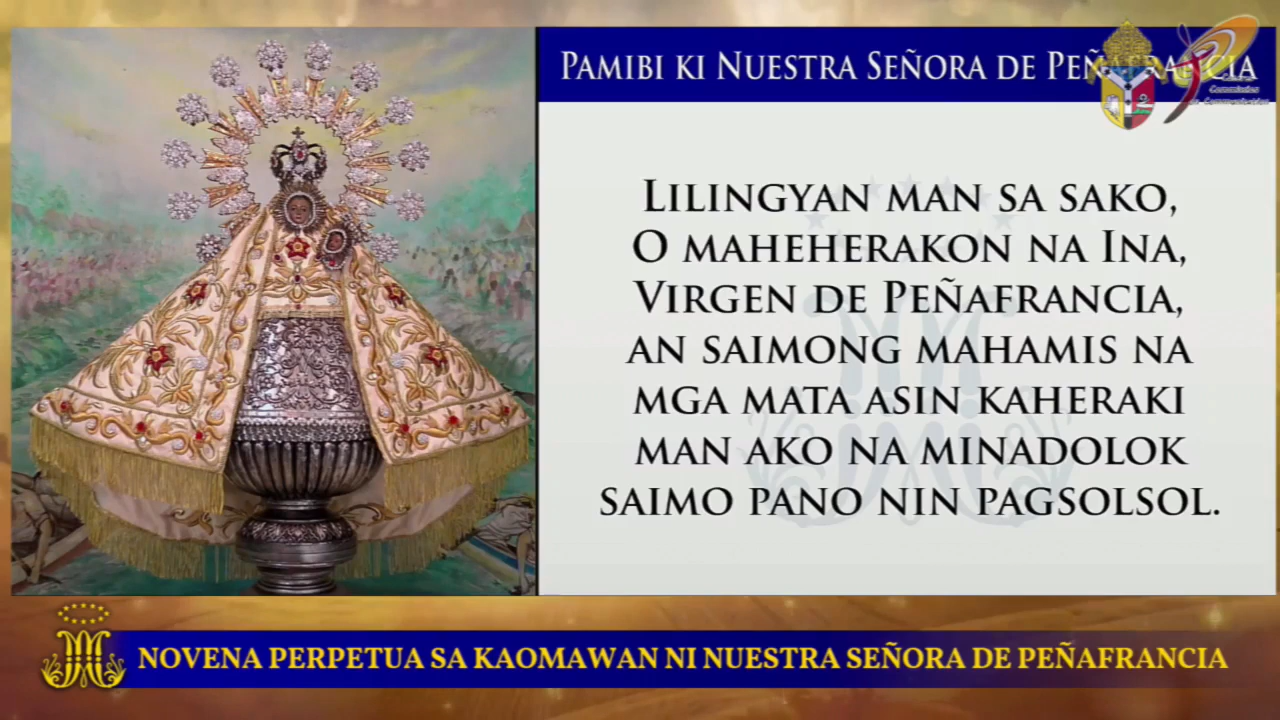 PAMIBI KI NUESTRA SEÑORA DE PEÑAFRANCIA
LILINGYAN MAN SA SAKO,
O MAHEHERAKON NA INA,
VIRGEN DE PEÑAFRANCIA,
AN SAIMONG MAHAMIS NA
MGA MATA ASIN KAHERAKI
MAN AKO NA MINADOLOK
SAIMO PANO NIN PAGSOLSOL.
NOVENA PERPETUA SA KAOMAWAN NI NUESTRA SEÑORA DE PEÑAFRANCIA